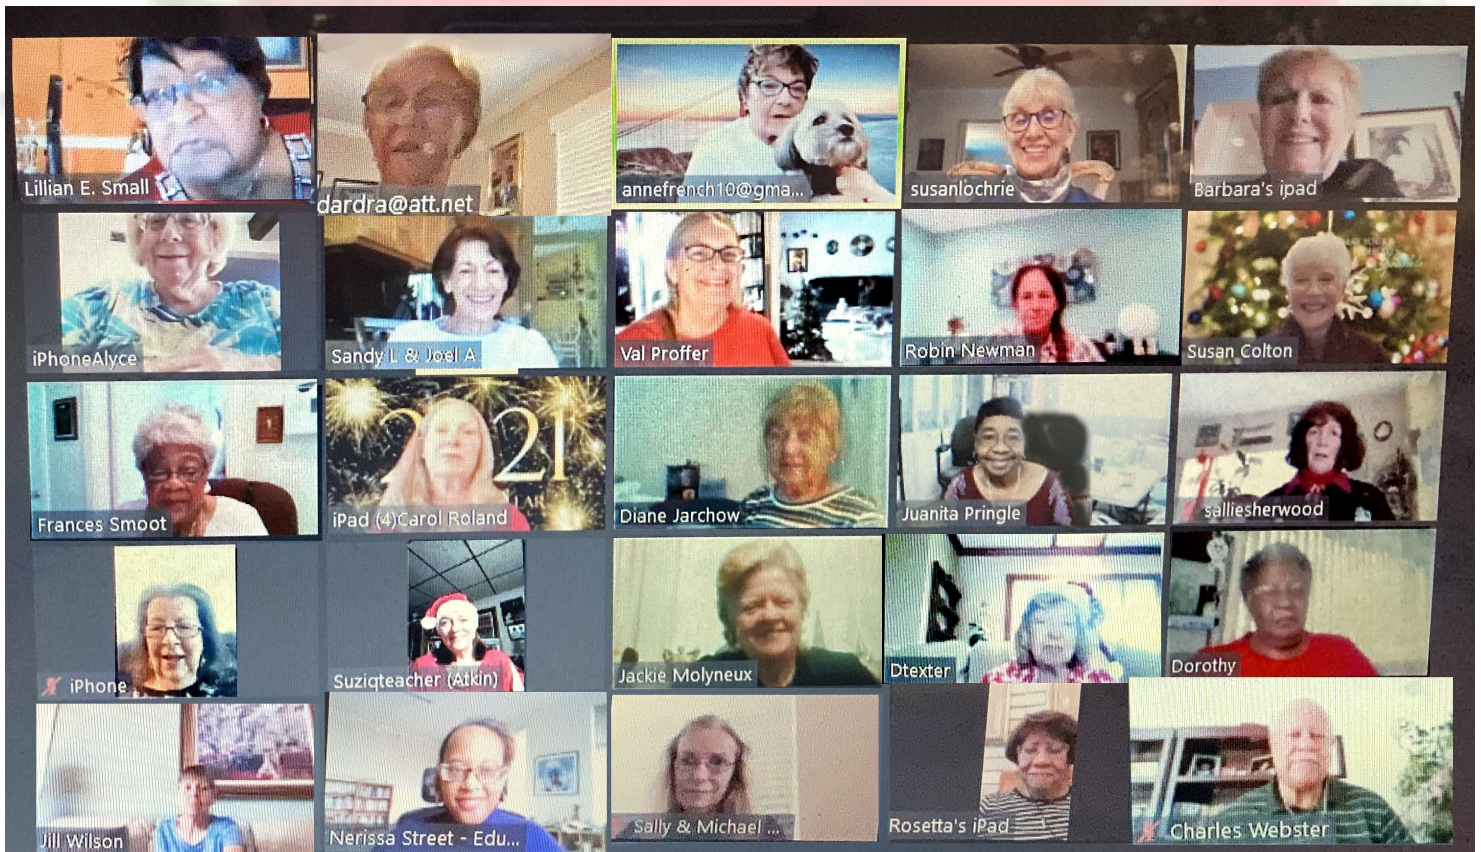 Lillian E. Small
dardra@att.net
annefrench10@gma...
susanlochrie
Barbara's ipad
iPhoneAlyce
Sandy L & Joel A
Val Proffer
Robin Newman
Susan Colton
Frances Smoot
2021
iPad (4)Carol Roland
Diane Jarchow
Juanita Pringle
salliesherwood
iPhone
Suziqteacher (Atkin)
Jackie Molyneux
Dtexter
Dorothy
Jill Wilson
Nerissa Street - Edu...
Sally & Michael ...
Rosetta's iPad
Charles Webster